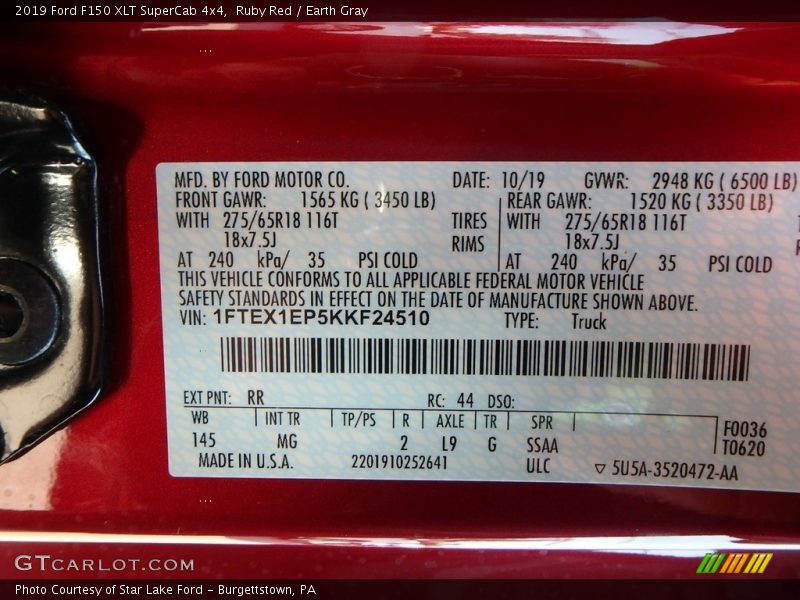 2019 Ford F150 XLT SuperCab 4x4,  Ruby Red / Earth Gray
MFD. BY FORD MOTOR CO. DATE: 10/19 GVWR: 2948 KG ( 6500 LB)
FRONT GAWR: 1565 KG ( 3450 LB) REAR GAWR: 1520 KG ( 3350 LB)
WITH 275/65R18 116T TIRES WITH 275/65R18 116T
18x7.5J RIMS 18x7.5J
AT 240 kPa/ 35 PSI COLD AT 240 kPa/ 35 PSI COLD
THIS VEHICLE CONFORMS TO ALL APPLICABLE FEDERAL MOTOR VEHICLE
SAFETY STANDARDS IN EFFECT ON THE DATE OF MANUFACTURE SHOWN ABOVE.
VIN: 1FTEX1EP5KKF24510 TYPE: Truck
EXT PNT: RR RC: 44 DSO:
WB INT TR TP/PS R AXLE TR SPR F0036
145 MG 2 L9 G SSAA T0620
MADE IN U.S.A. 2201910252641 ULC 5U5A-3520472-AA
GTCARLOT.COM
Photo Courtesy of Star Lake Ford - Burgettstown, PA